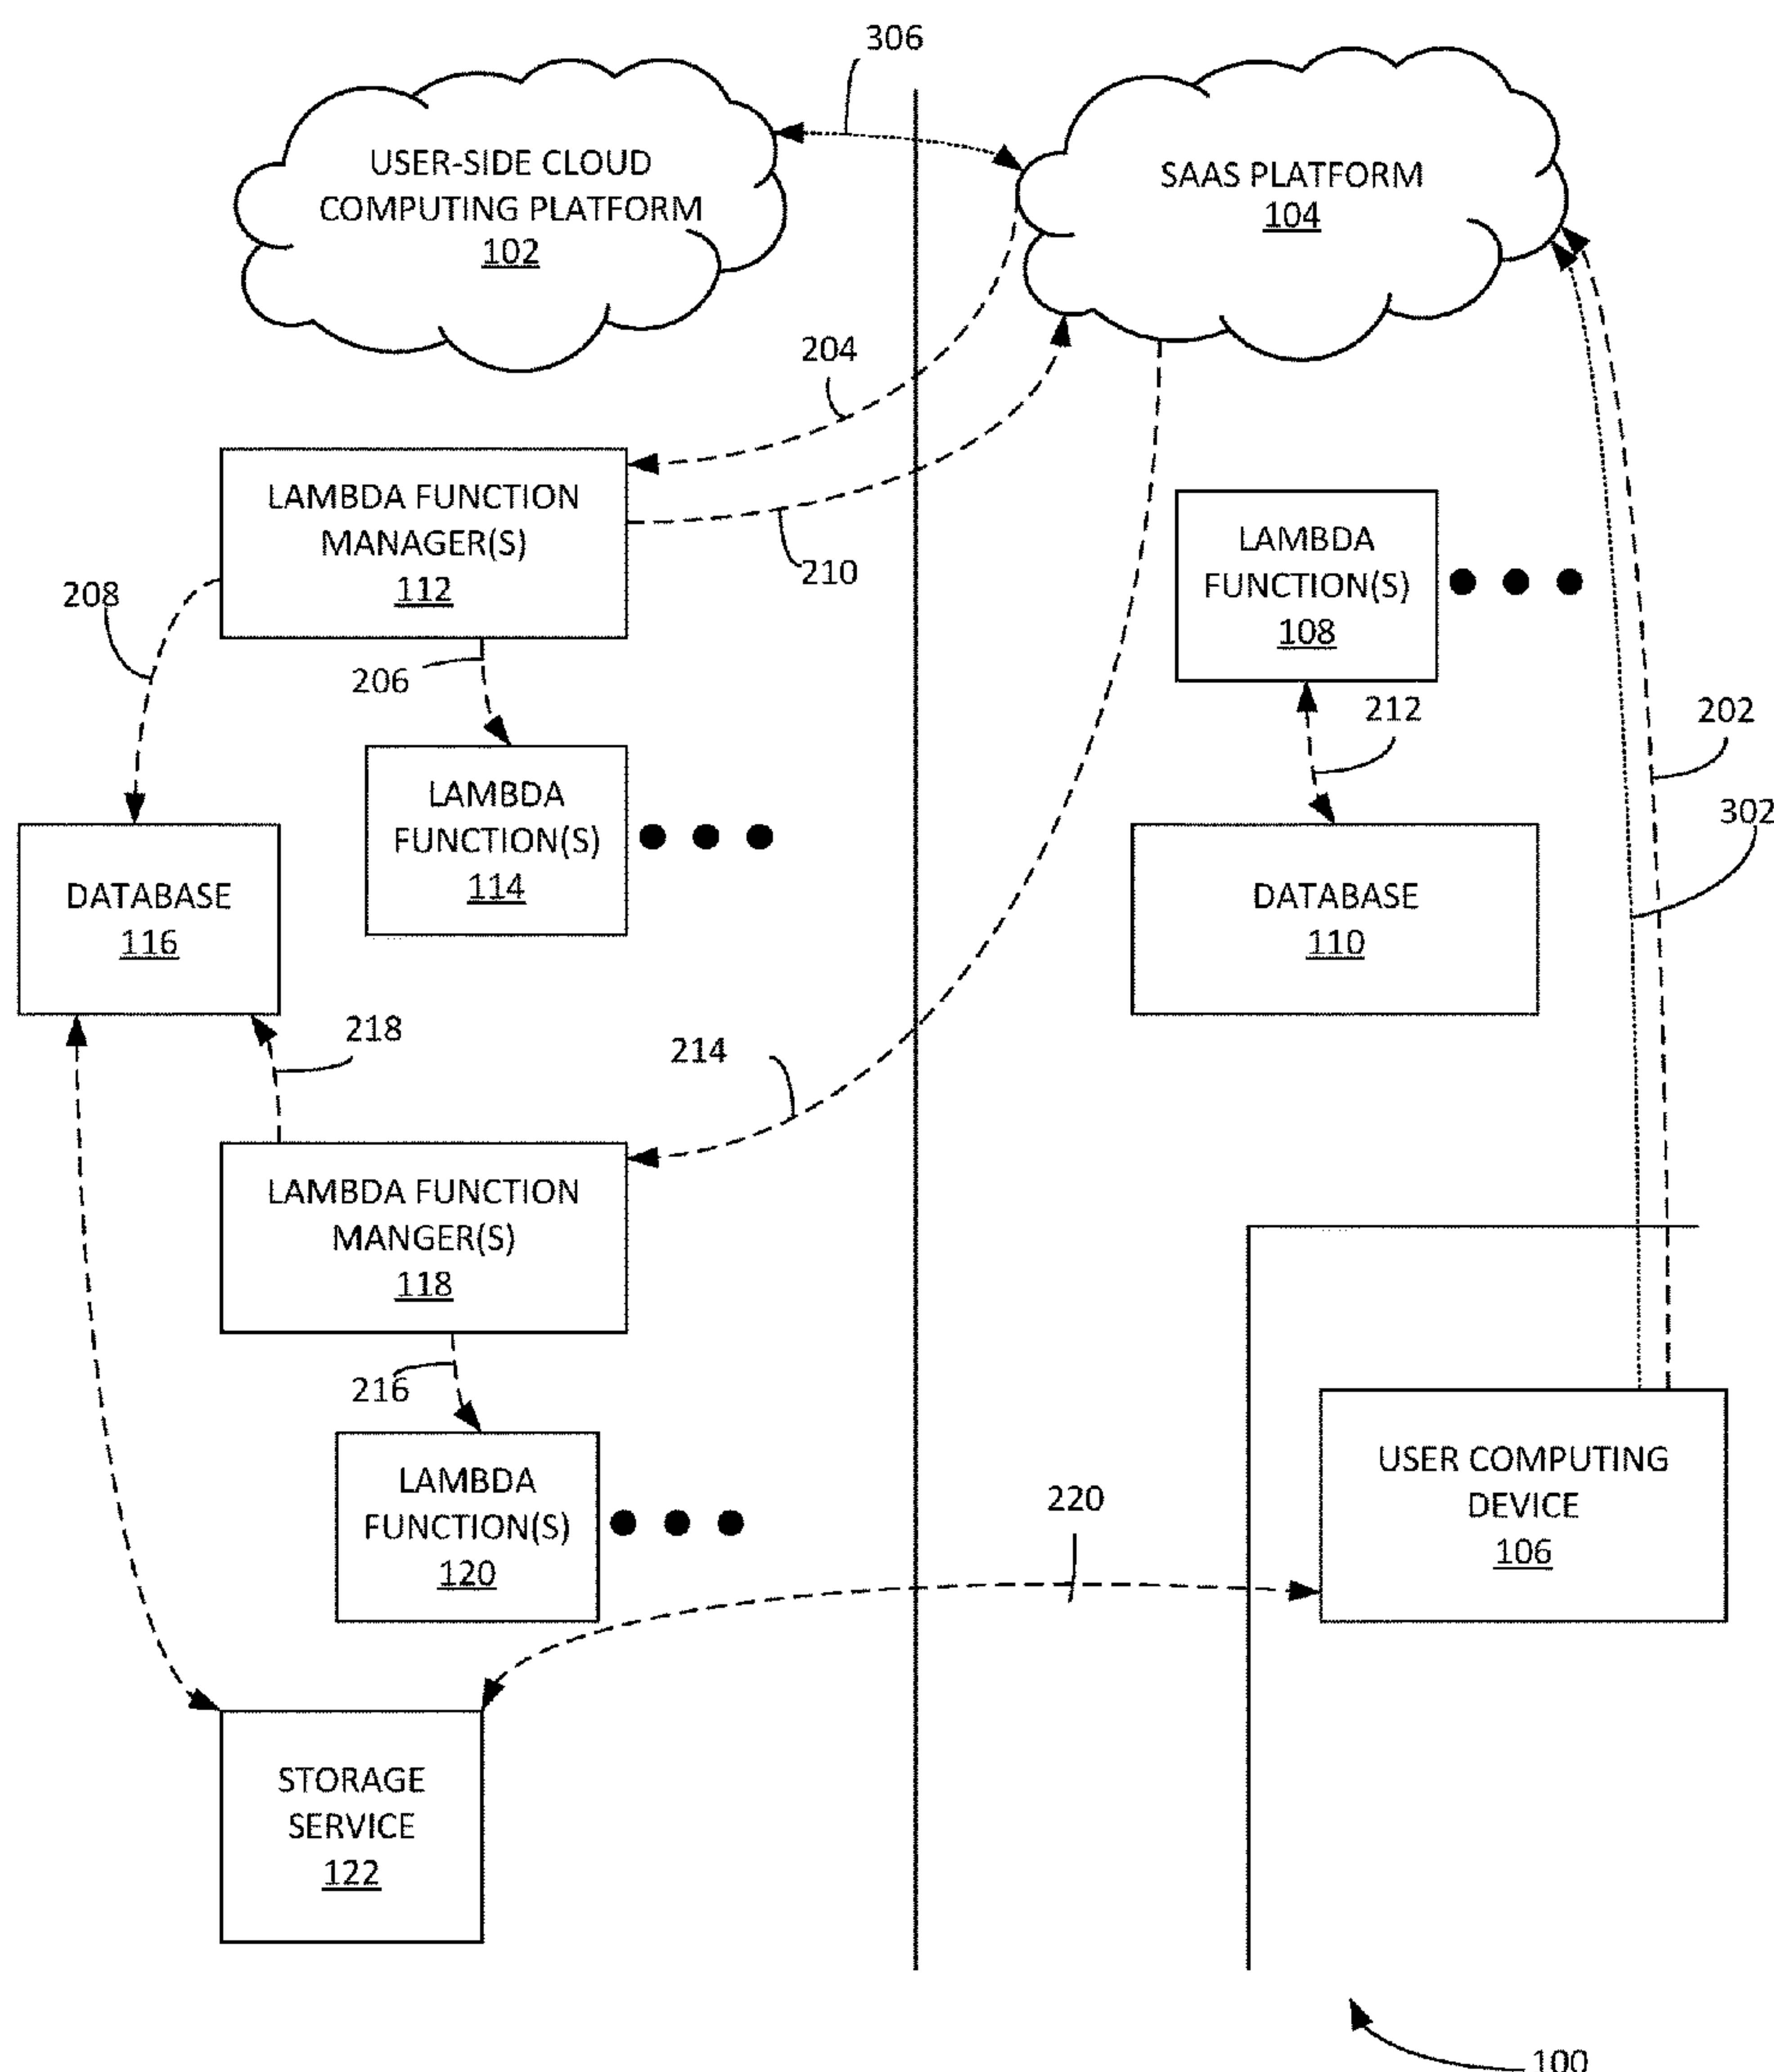 306
USER-SIDE CLOUD
COMPUTING PLATFORM
102
SAAS PLATFORM
104
204
LAMBDA FUNCTION
MANAGER(S)
112
210
208
206
LAMBDA
FUNCTION(S)
108
212
202
302
LAMBDA
FUNCTION(S)
114
DATABASE
116
DATABASE
110
218
214
LAMBDA FUNCTION
MANGER(S)
118
216
LAMBDA
FUNCTION(S)
120
220
USER COMPUTING
DEVICE
106
STORAGE
SERVICE
122
100